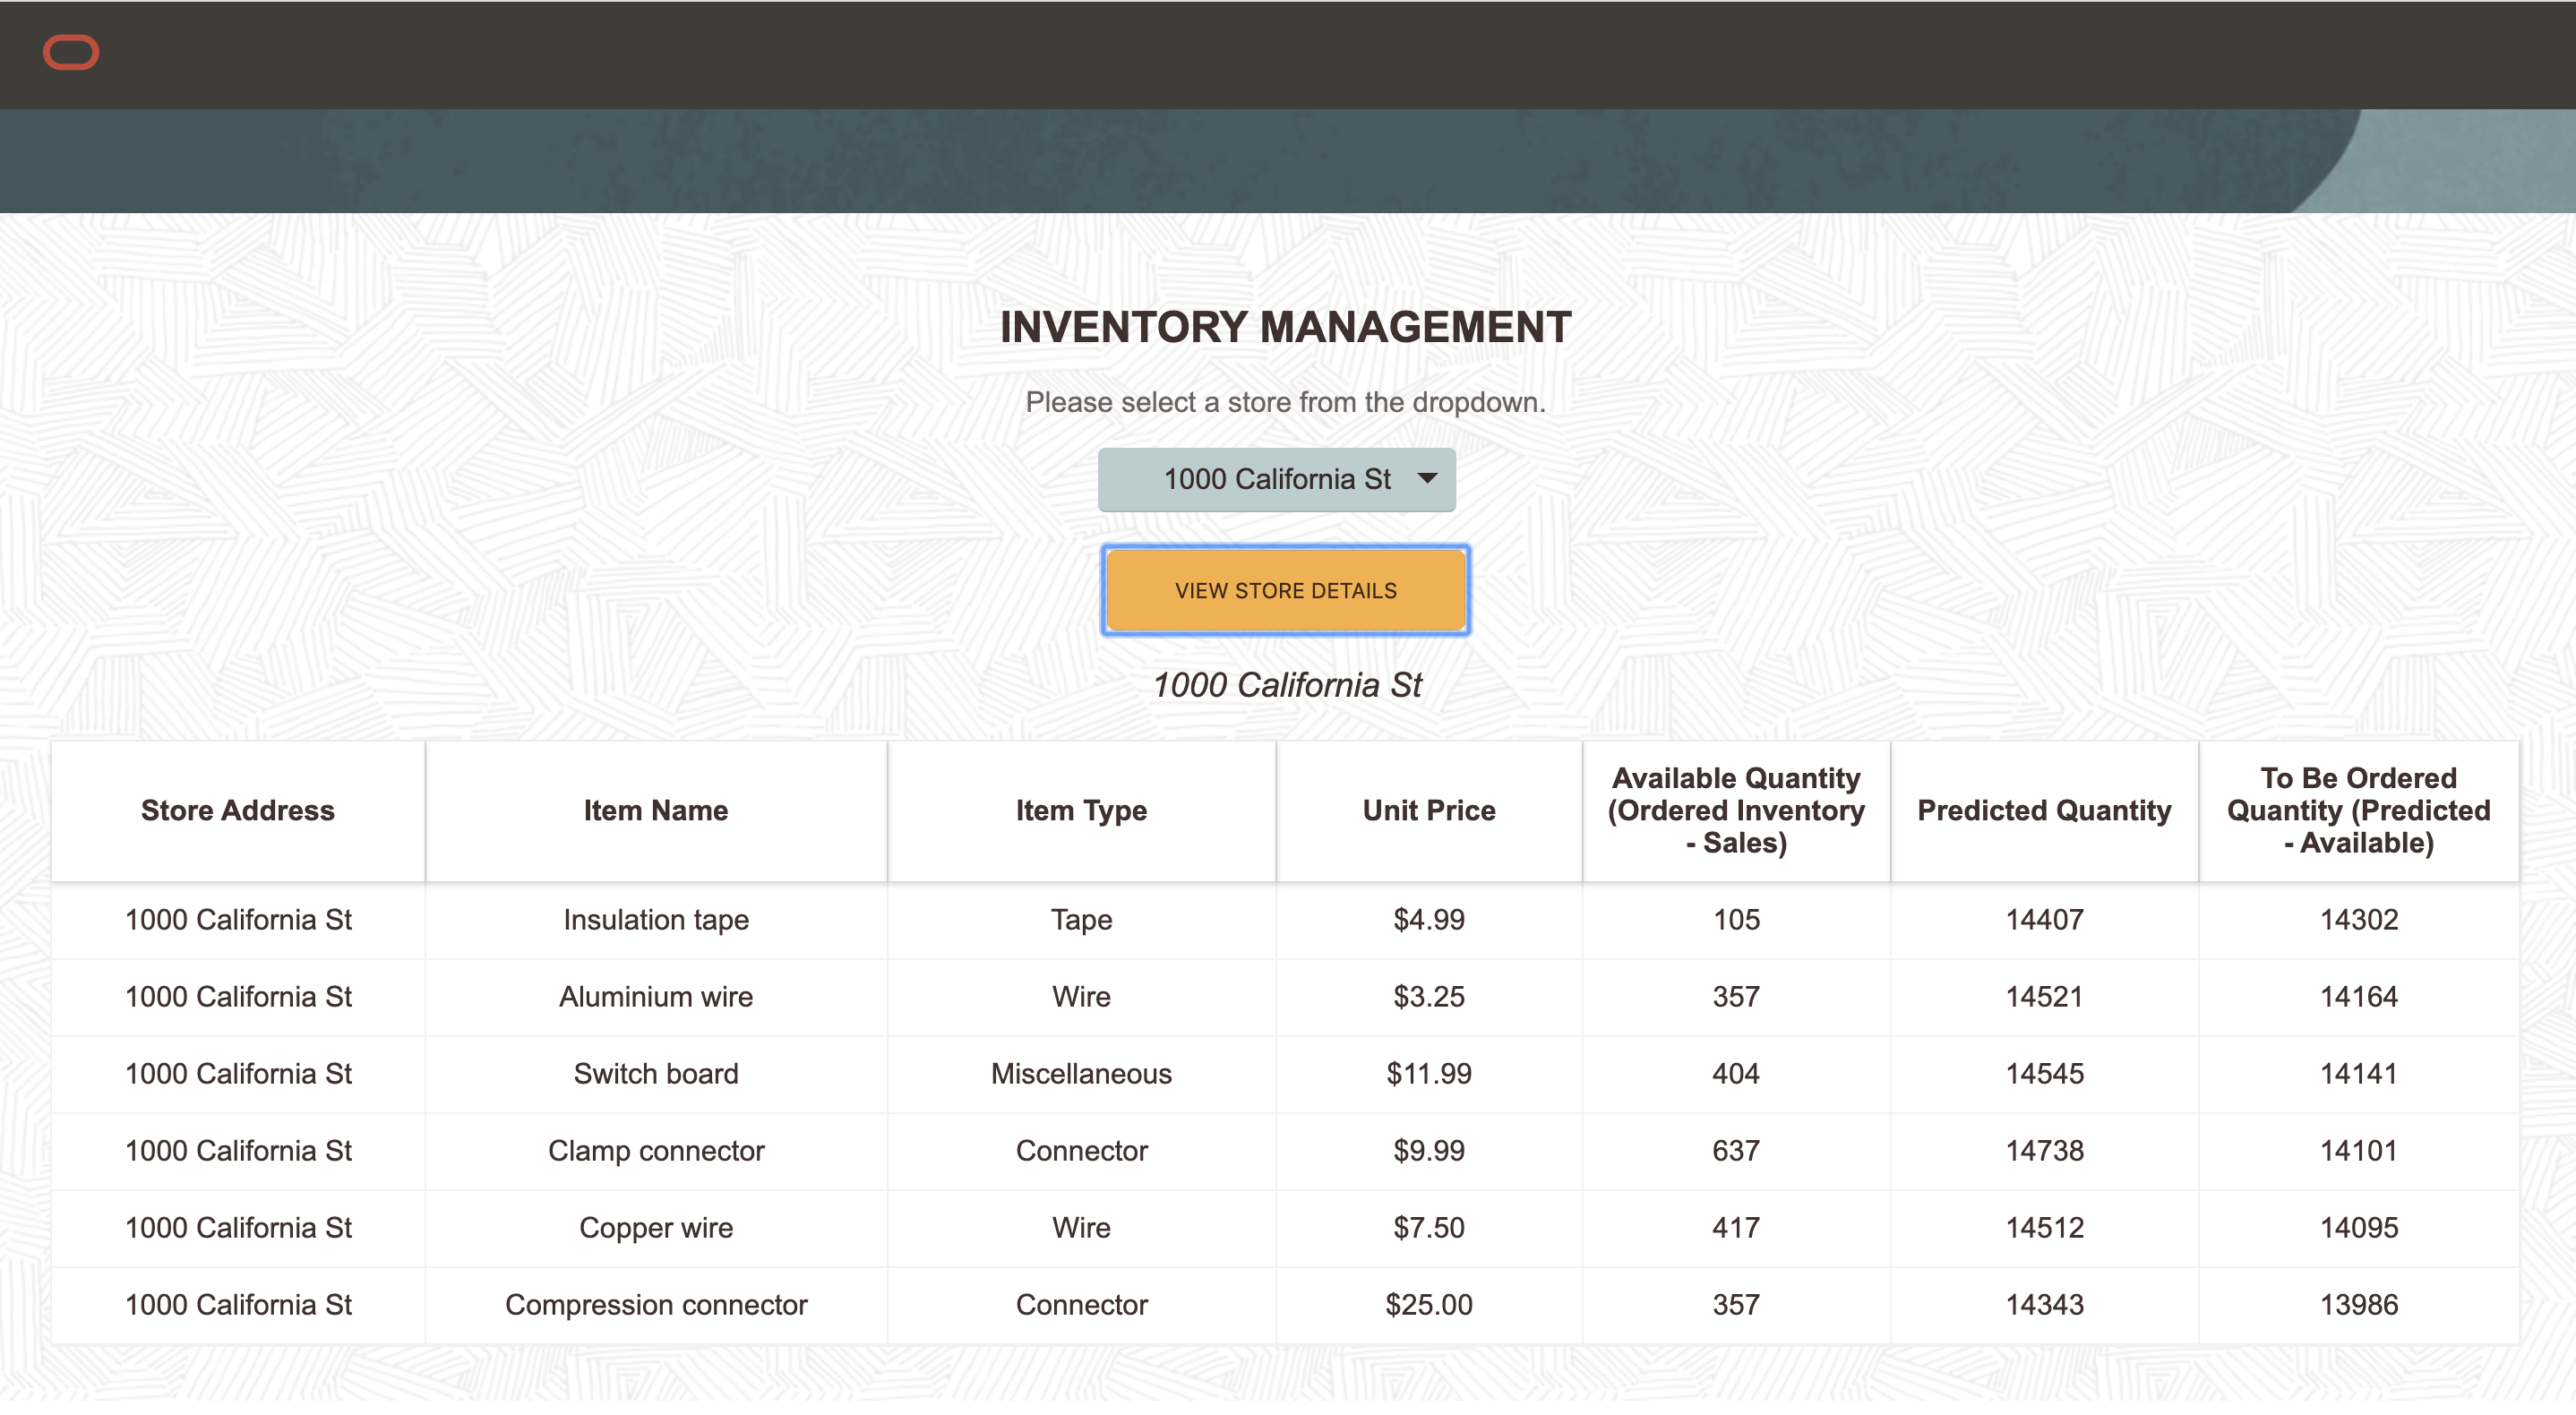 INVENTORY MANAGEMENT
Please select a store from the dropdown.
1000 California St
VIEW STORE DETAILS
1000 California St
Store Address Item Name Item Type Unit Price Available Quantity (Ordered Inventory - Sales) Predicted Quantity To Be Ordered Quantity (Predicted - Available)
1000 California St Insulation tape Tape $4.99 105 14407 14302
1000 California St Aluminium wire Wire $3.25 357 14521 14164
1000 California St Switch board Miscellaneous $11.99 404 14545 14141
1000 California St Clamp connector Connector $9.99 637 14738 14101
1000 California St Copper wire Wire $7.50 417 14512 14095
1000 California St Compression connector Connector $25.00 357 14343 13986